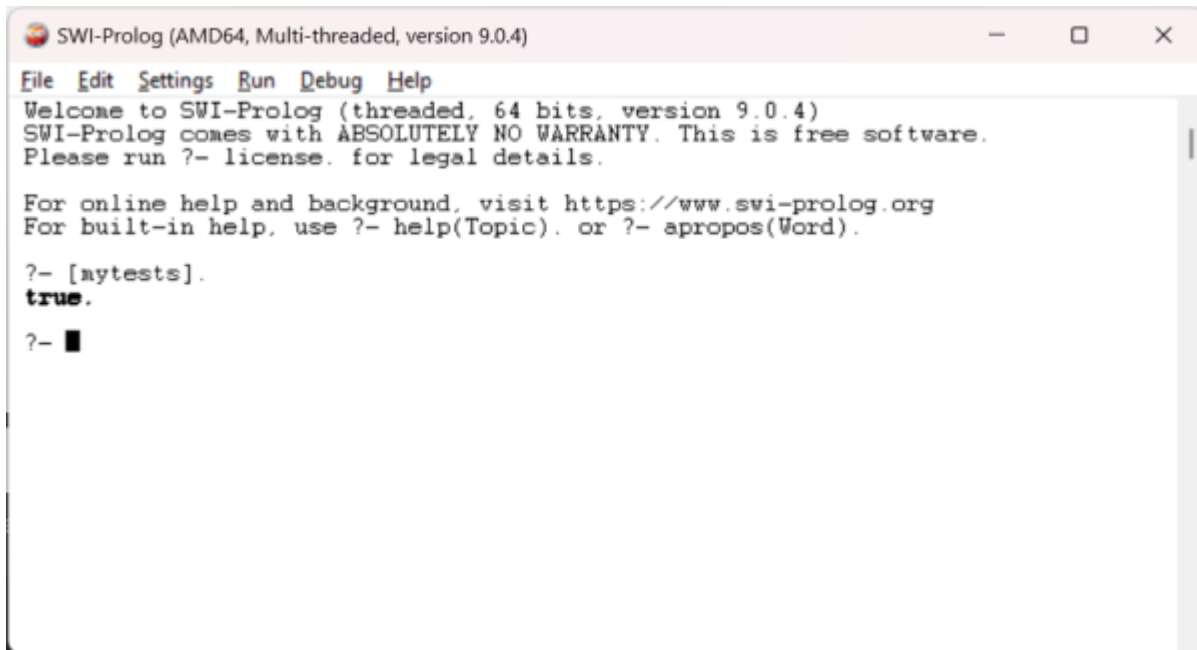 SWI-Prolog (AMD64, Multi-threaded, version 9.0.4)
File Edit Settings Run Debug Help
Welcome to SWI-Prolog (threaded, 64 bits, version 9.0.4)
SWI-Prolog comes with ABSOLUTELY NO WARRANTY. This is free software.
Please run ?- license. for legal details.
For online help and background, visit https://www.swi-prolog.org
For built-in help, use ?- help(Topic). or ?- apropos(Word).
?- [mytests].
true.
?-